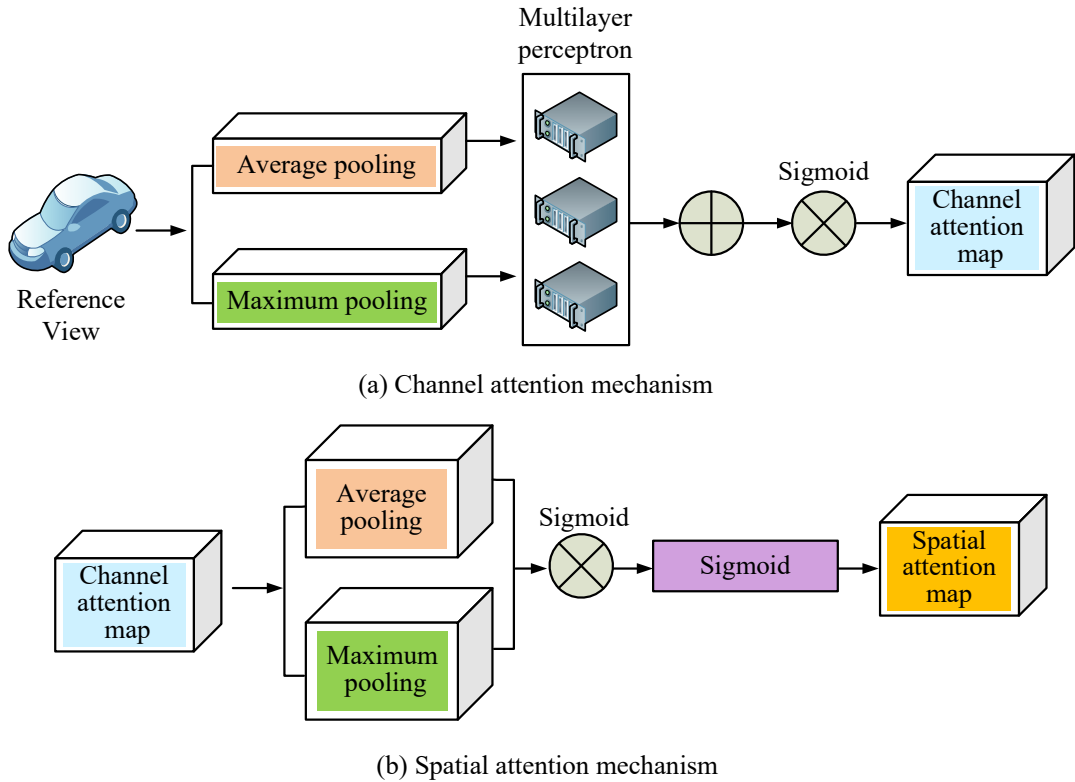 Multilayer
perceptron
Average pooling
Sigmoid
Channel
attention
map
Maximum pooling
Reference
View
(a) Channel attention mechanism
Average
pooling
Sigmoid
Channel
attention
map
Sigmoid
Spatial
attention
map
Maximum
pooling
(b) Spatial attention mechanism